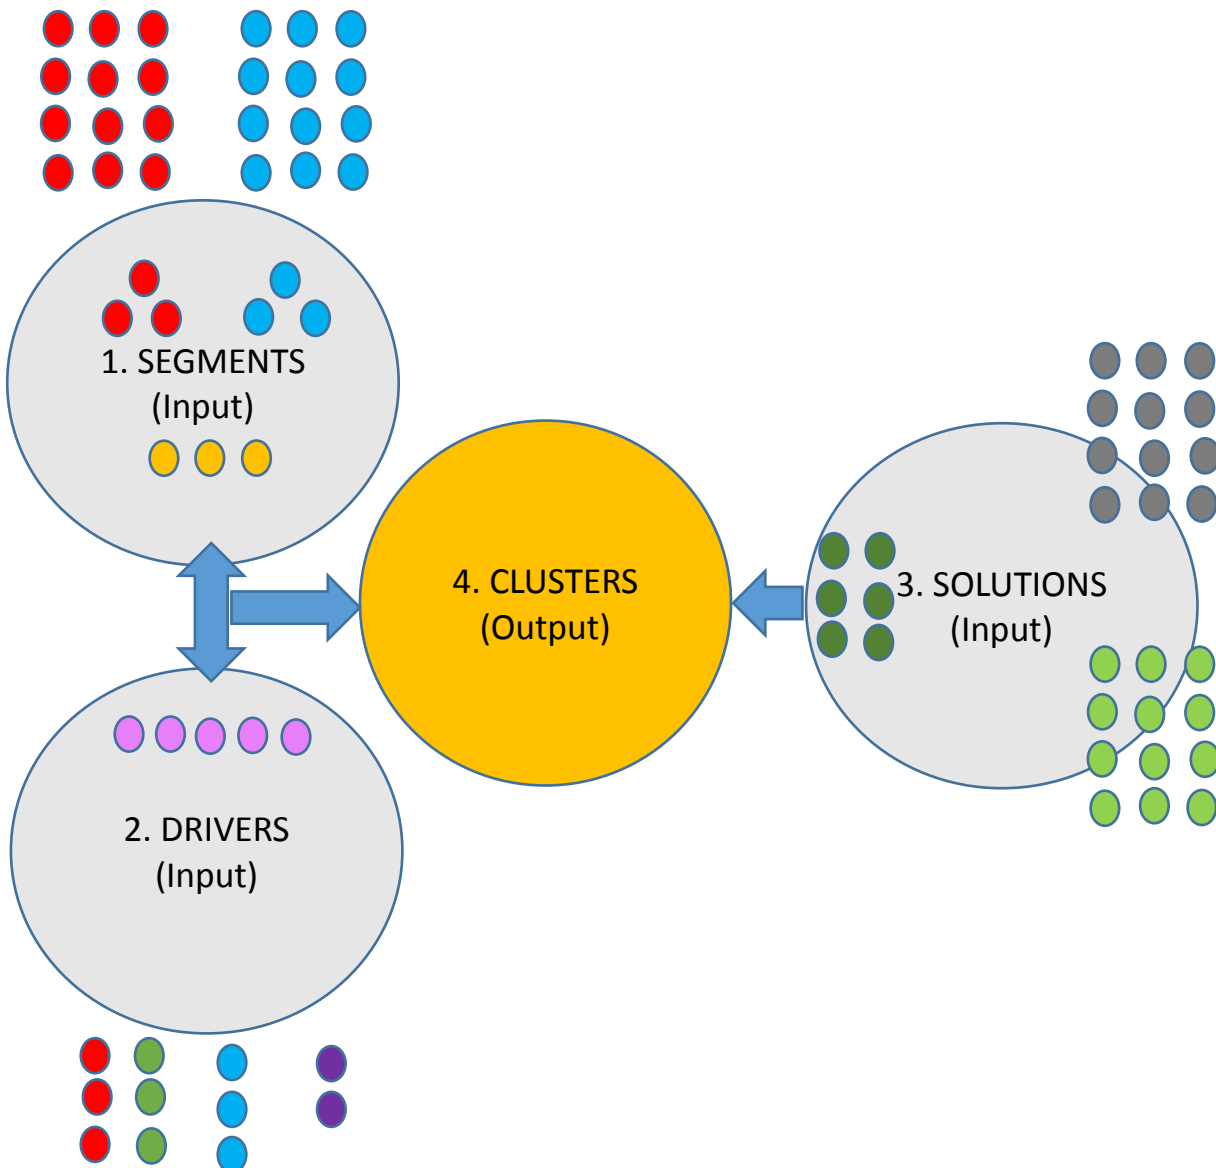 1. SEGMENTS
(Input)
4. CLUSTERS
(Output)
3. SOLUTIONS
(Input)
2. DRIVERS
(Input)